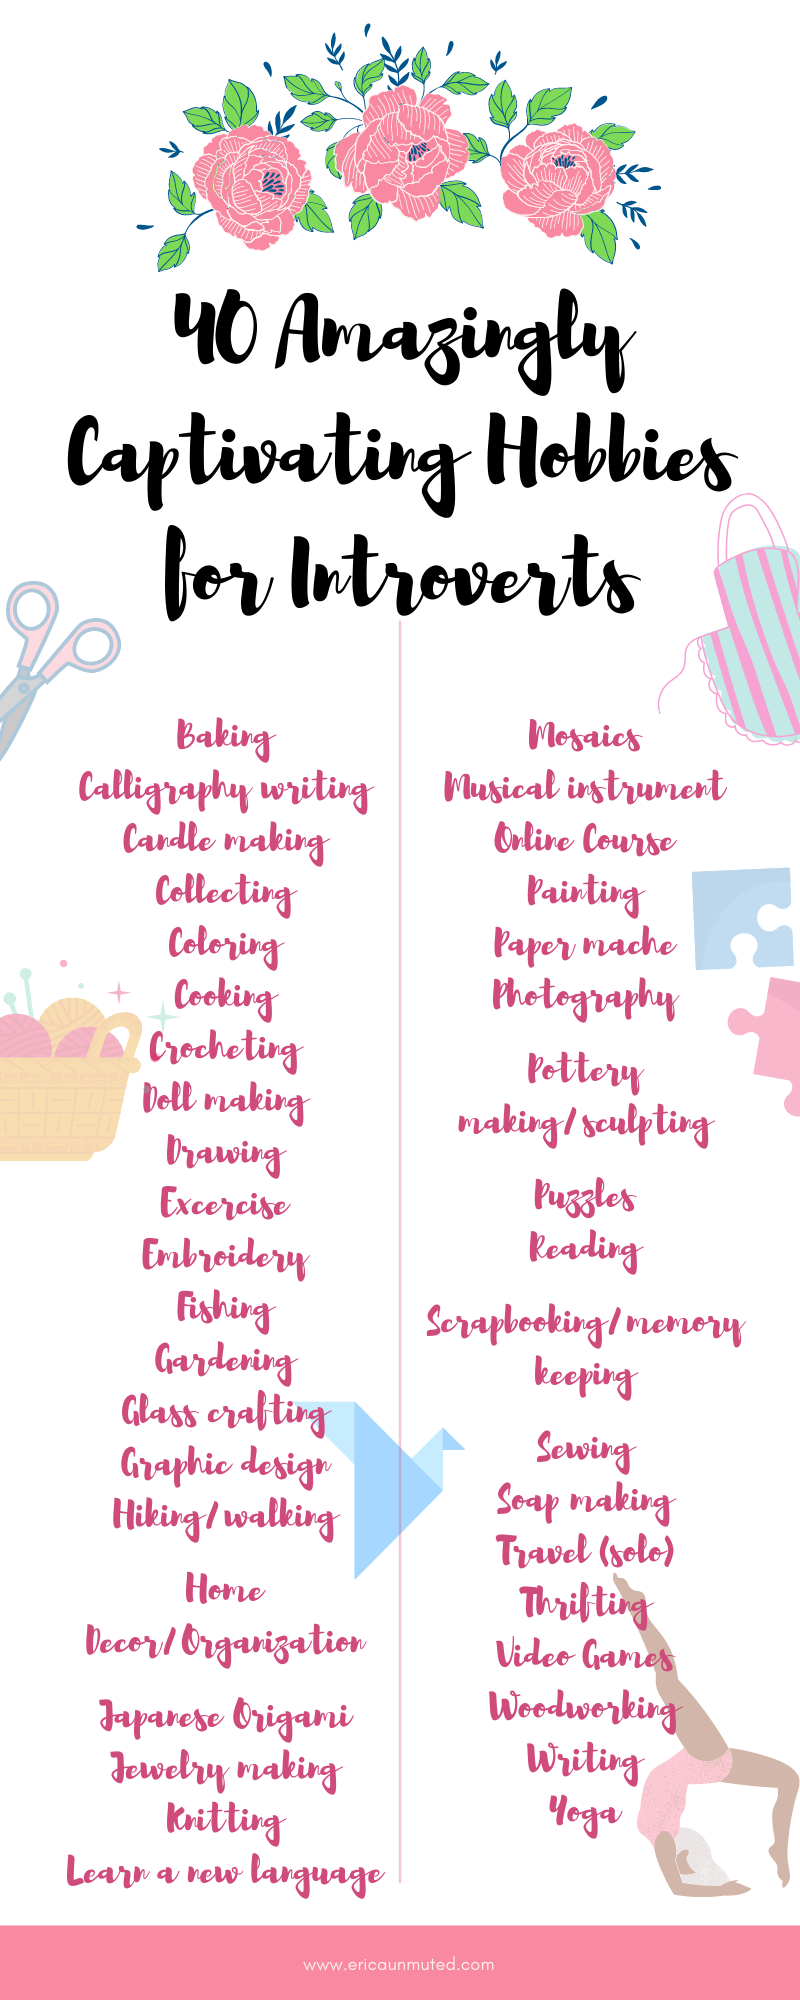 40 Amazingly
Captivating Hobbies
for Introverts
Baking
Calligraphy writing
Candle making
Collecting
Coloring
Cooking
Crocheting
Doll making
Drawing
Excercise
Embroidery
Fishing
Gardening
Glass crafting
Graphic design
Hiking/walking
Home
Decor/Organization
Japanese Origami
Jewelry making
Knitting
Learn a new language
Mosaics
Musical instrument
Online Course
Painting
Paper mache
Photography
Pottery
making/sculpting
Puzzles
Reading
Scrapbooking/memory
keeping
Sewing
Soap making
Travel (solo)
Thrifting
Video Games
Woodworking
Writing
Yoga
www.ericaunmuted.com